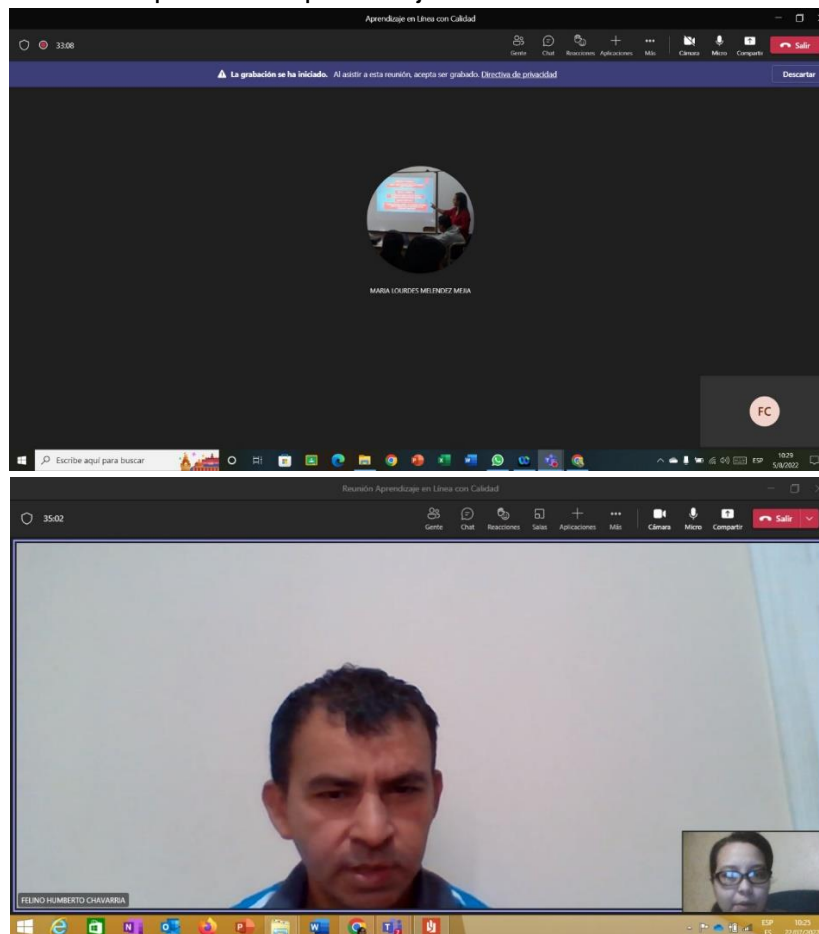 Aprendizaje en Línea con Calidad
33:08
Gente Chat Reacciones Aplicaciones Más Cámara Micro Compartir Salir
La grabación se ha iniciado. Al asistir a esta reunión, acepta ser grabado. Directiva de privacidad Descartar
MARIA LOURDES MELENDEZ MEJIA
FC
Escribe aquí para buscar
ESP
10:29
5/8/2022
Reunión Aprendizaje en Línea con Calidad
35:02
Gente Chat Reacciones Salas Aplicaciones Más Cámara Micro Compartir Salir
FELINO HUMBERTO CHAVARRIA
ESP 10:25
ES